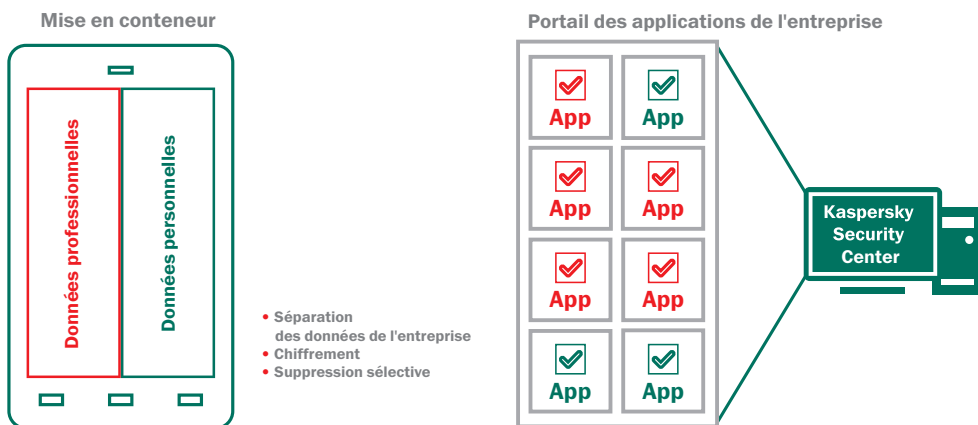 Mise en conteneur
Données professionnelles
Données personnelles
• Séparation
des données de l'entreprise
• Chiffrement
• Suppression sélective
Portail des applications de l'entreprise
App
App
App
App
App
App
App
App
Kaspersky
Security
Center